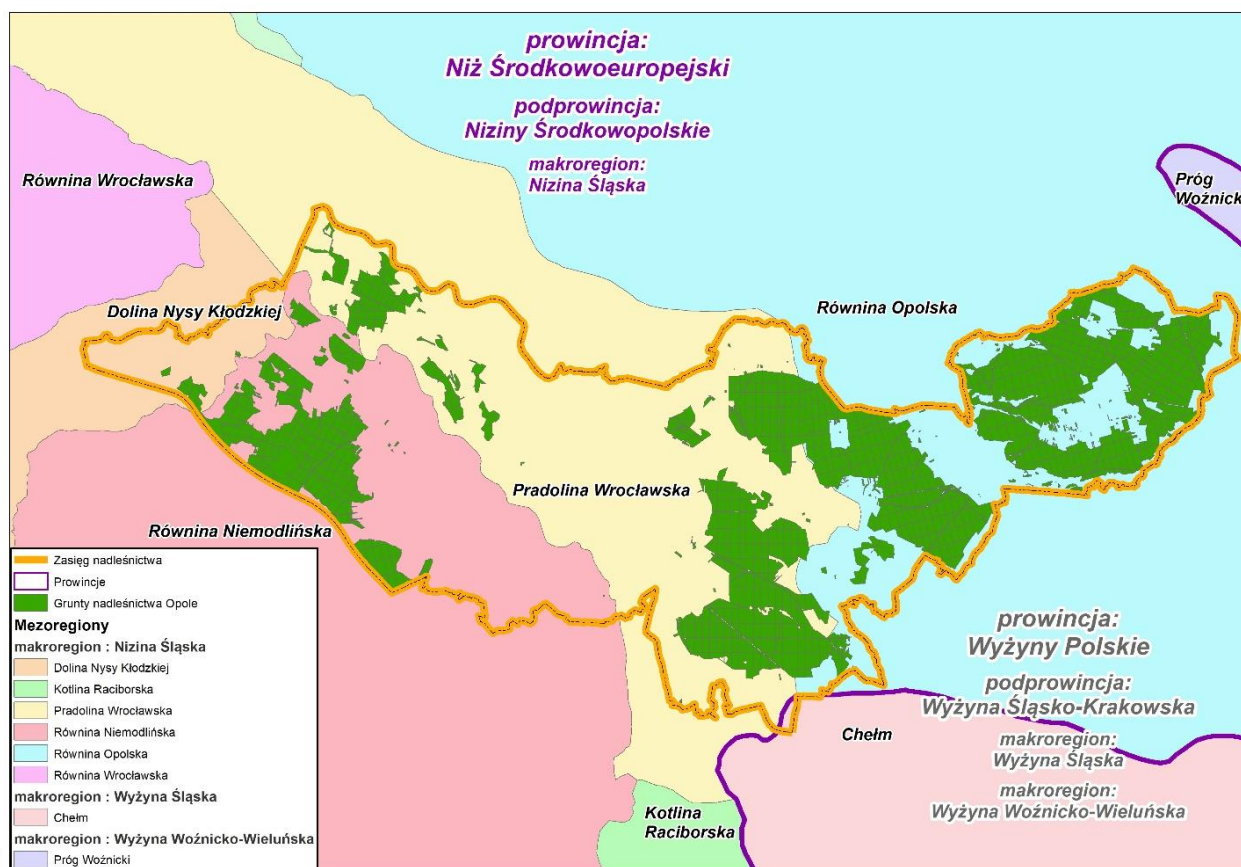 prowincja:
Niż Środkowoeuropejski
podprowincja:
Niziny Środkowopolskie
makroregion:
Nizina Śląska
Równina Wrocławska
Próg
Woźnicki
Dolina Nysy Kłodzkiej
Równina Opolska
Pradolina Wrocławska
Równina Niemodlińska
prowincja:
Wyżyny Polskie
podprowincja:
Wyżyna Śląsko-Krakowska
makroregion:
Wyżyna Śląska
makroregion:
Wyżyna Woźnicko-Wieluńska
Chełm
Kotlina
Raciborska
Zasięg nadleśnictwa
Prowincje
Grunty nadleśnictwa Opole
Mezoregiony
makroregion : Nizina Śląska
Dolina Nysy Kłodzkiej
Kotlina Raciborska
Pradolina Wrocławska
Równina Niemodlińska
Równina Opolska
Równina Wrocławska
makroregion : Wyżyna Śląska
Chełm
makroregion : Wyżyna Woźnicko-Wieluńska
Próg Woźnicki